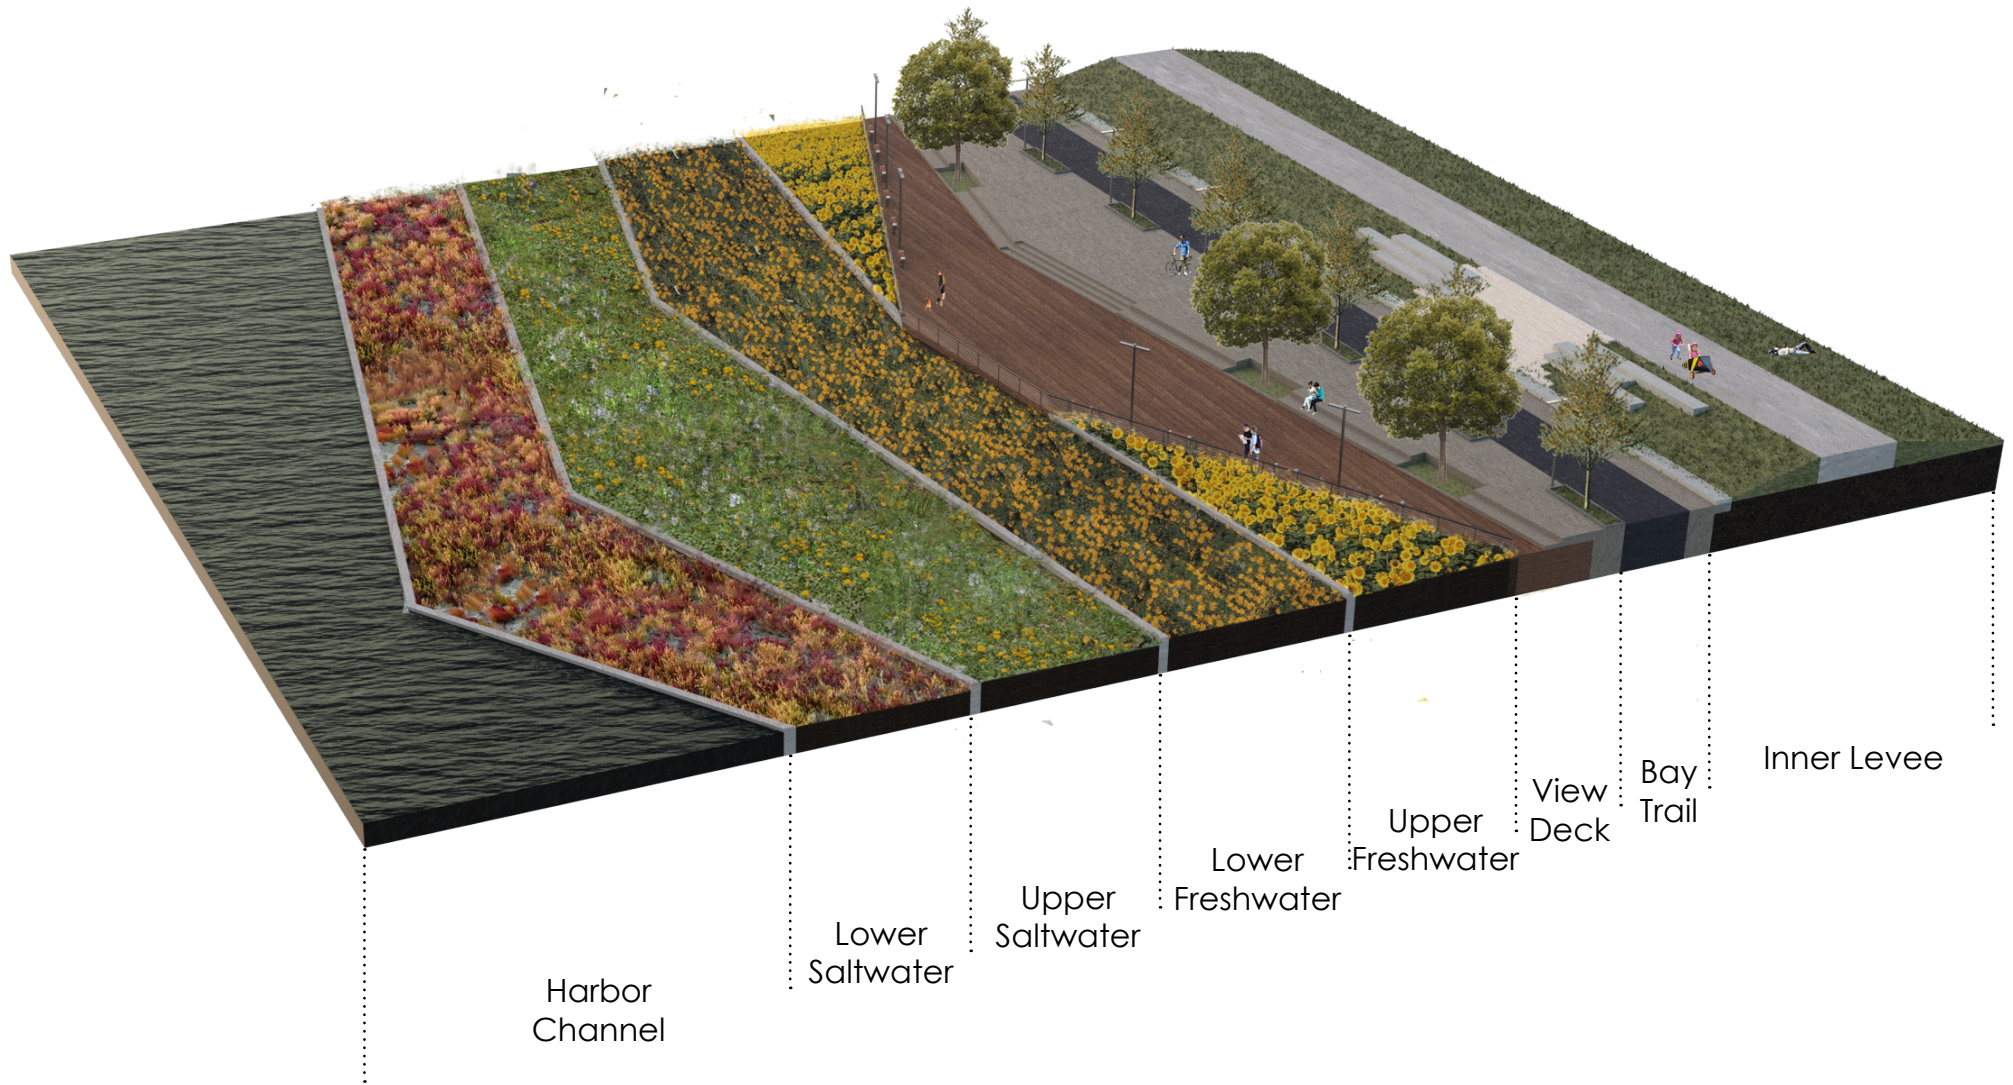 Harbor
Channel
Lower
Saltwater
Upper
Saltwater
Lower
Freshwater
Upper
Freshwater
View
Deck
Bay
Trail
Inner Levee